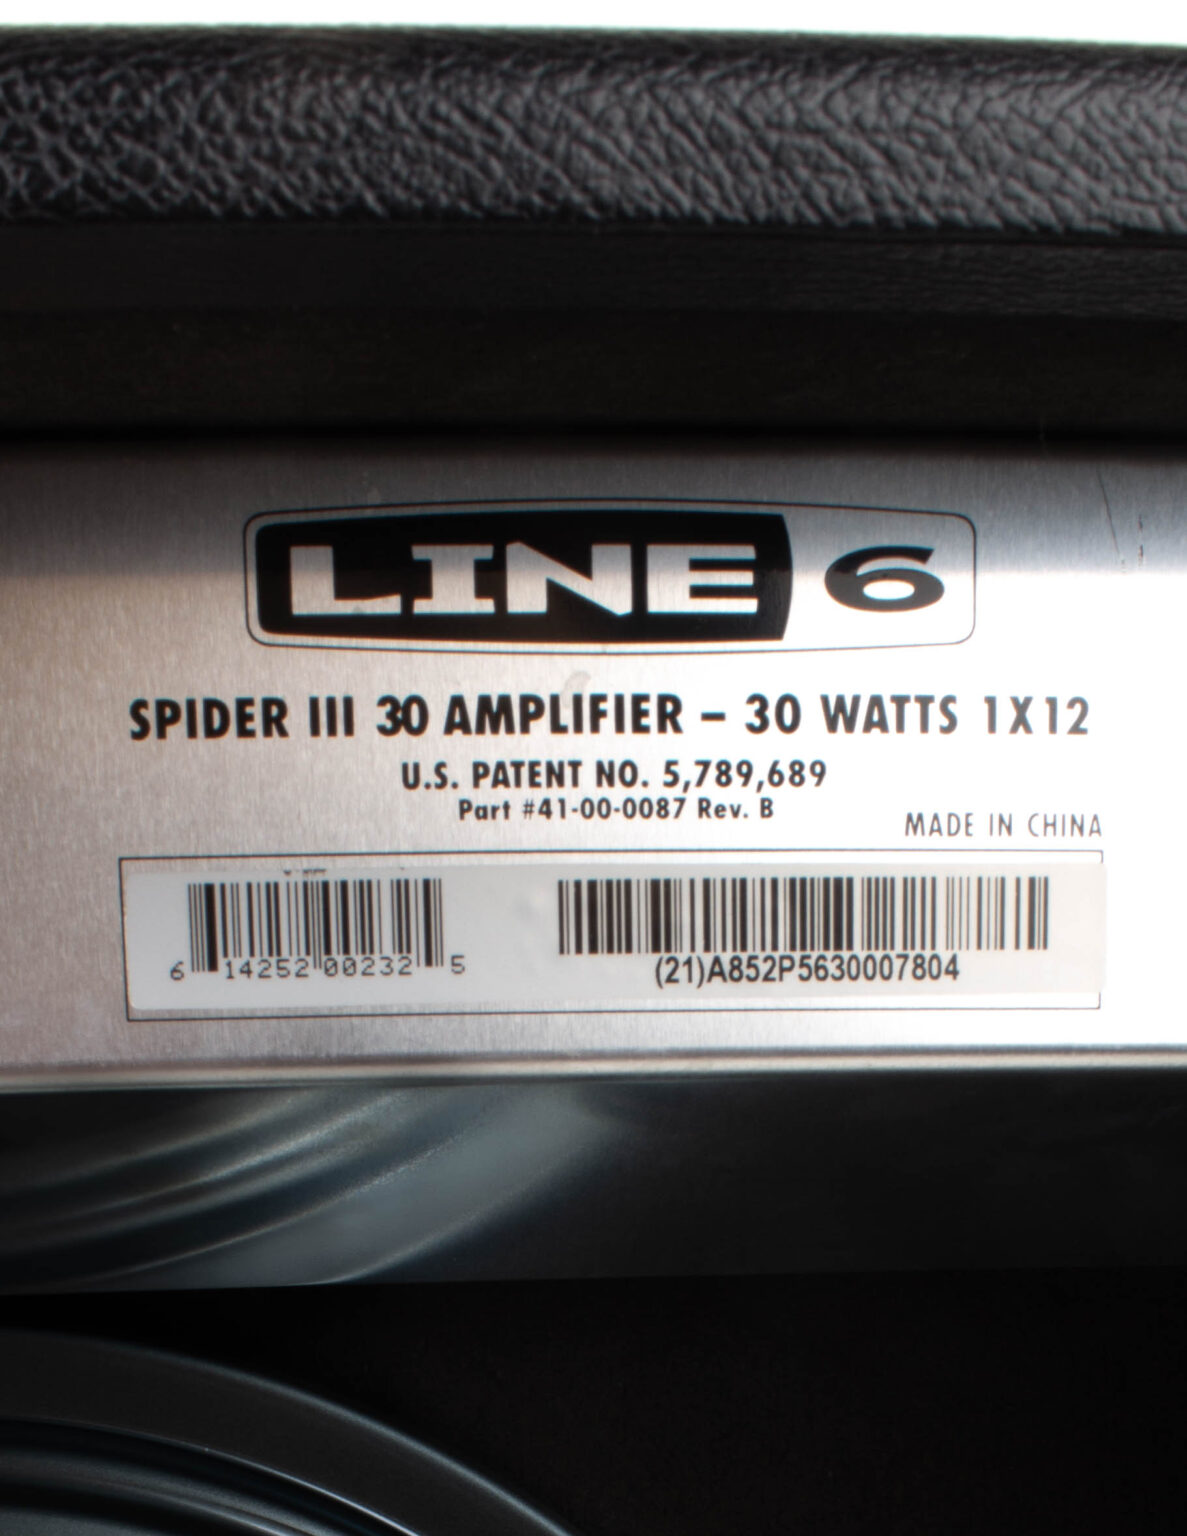 LINE 6
SPIDER III 30 AMPLIFIER – 30 WATTS 1X12
U.S. PATENT NO. 5,789,689
Part #41-00-0087 Rev. B
MADE IN CHINA
6 14252 00232 5
(21)A852P5630007804